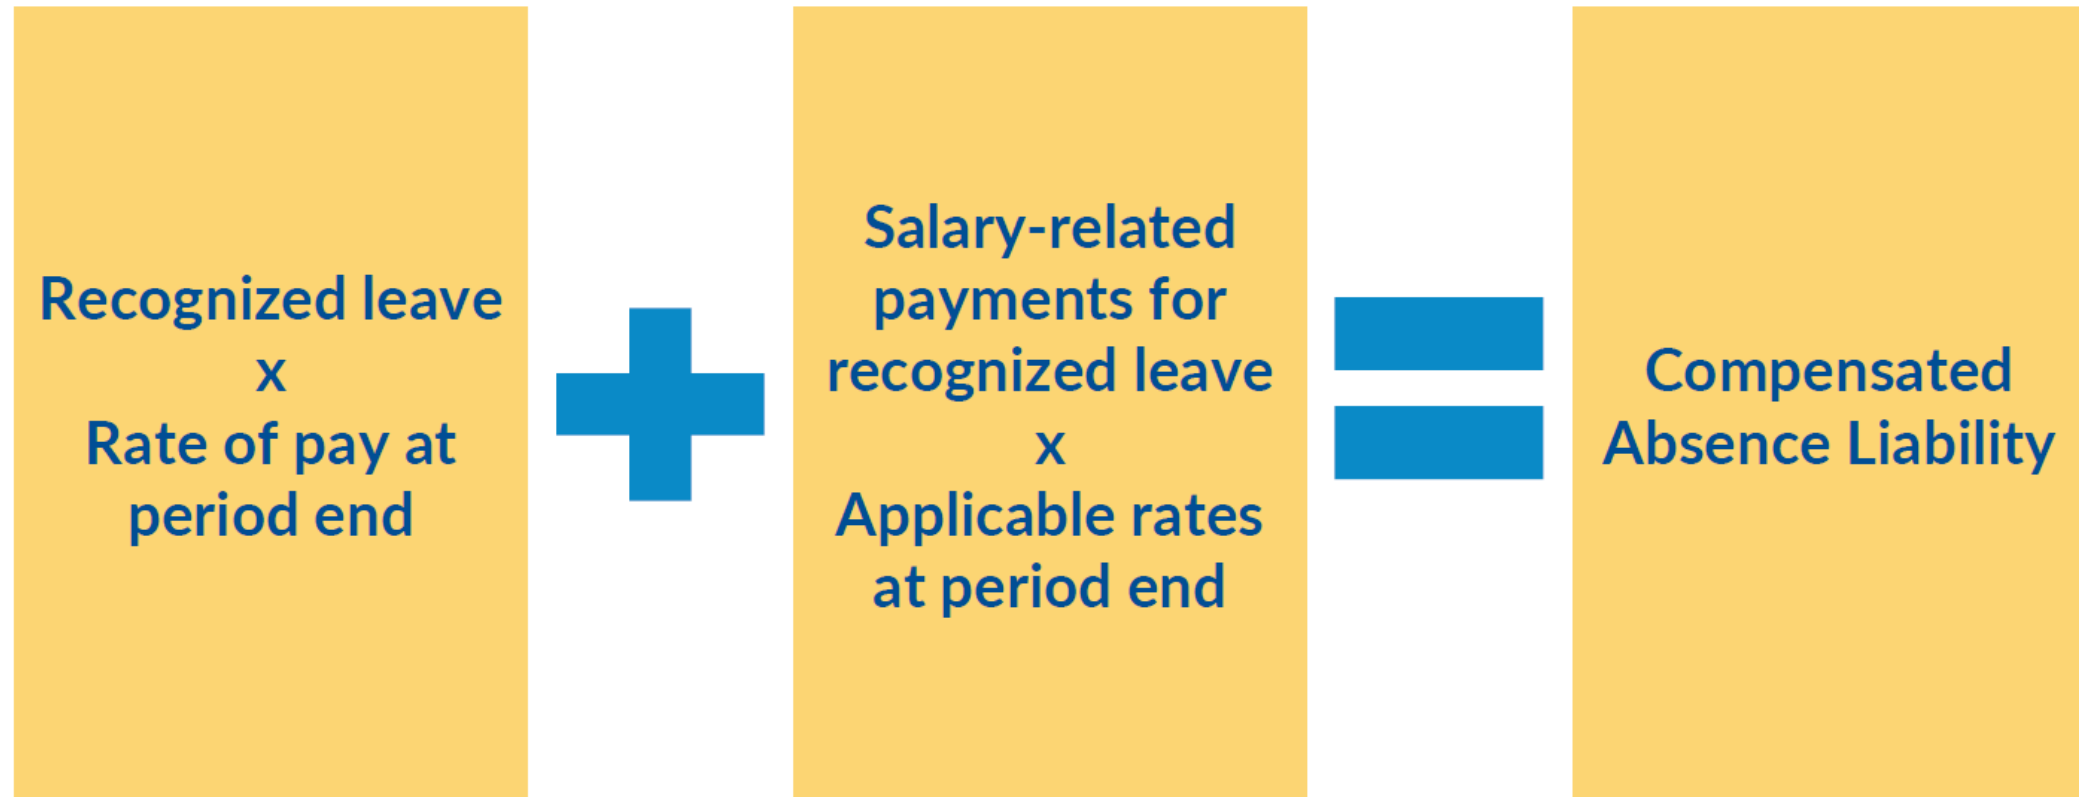 Recognized leave
x
Rate of pay at
period end
Salary-related
payments for
recognized leave
x
Applicable rates
at period end
Compensated
Absence Liability